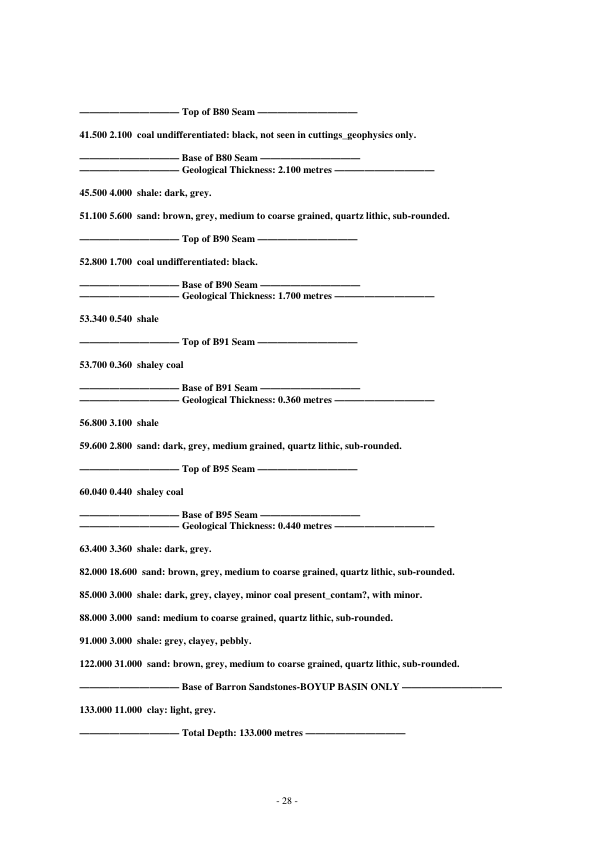 —————————— Top of B80 Seam ——————————
41.500 2.100 coal undifferentiated: black, not seen in cuttings_geophysics only.
—————————— Base of B80 Seam ——————————
—————————— Geological Thickness: 2.100 metres ——————————
45.500 4.000 shale: dark, grey.
51.100 5.600 sand: brown, grey, medium to coarse grained, quartz lithic, sub-rounded.
—————————— Top of B90 Seam ——————————
52.800 1.700 coal undifferentiated: black.
—————————— Base of B90 Seam ——————————
—————————— Geological Thickness: 1.700 metres ——————————
53.340 0.540 shale
—————————— Top of B91 Seam ——————————
53.700 0.360 shaley coal
—————————— Base of B91 Seam ——————————
—————————— Geological Thickness: 0.360 metres ——————————
56.800 3.100 shale
59.600 2.800 sand: dark, grey, medium grained, quartz lithic, sub-rounded.
—————————— Top of B95 Seam ——————————
60.040 0.440 shaley coal
—————————— Base of B95 Seam ——————————
—————————— Geological Thickness: 0.440 metres ——————————
63.400 3.360 shale: dark, grey.
82.000 18.600 sand: brown, grey, medium to coarse grained, quartz lithic, sub-rounded.
85.000 3.000 shale: dark, grey, clayey, minor coal present_contam?, with minor.
88.000 3.000 sand: medium to coarse grained, quartz lithic, sub-rounded.
91.000 3.000 shale: grey, clayey, pebbly.
122.000 31.000 sand: brown, grey, medium to coarse grained, quartz lithic, sub-rounded.
—————————— Base of Barron Sandstones-BOYUP BASIN ONLY ——————————
133.000 11.000 clay: light, grey.
—————————— Total Depth: 133.000 metres ——————————
- 28 -